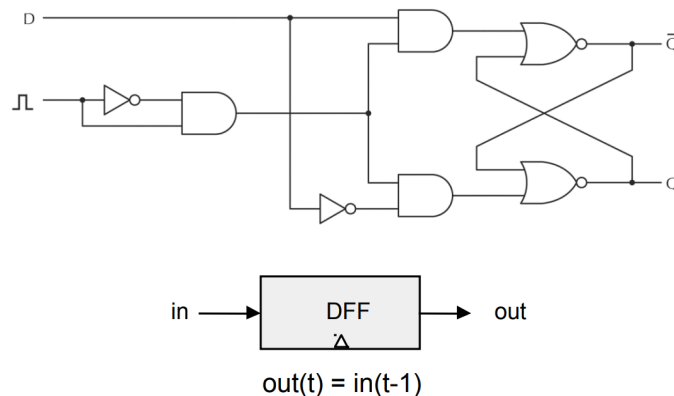 D
Q̅
Q
in
DFF
out
out(t) = in(t-1)